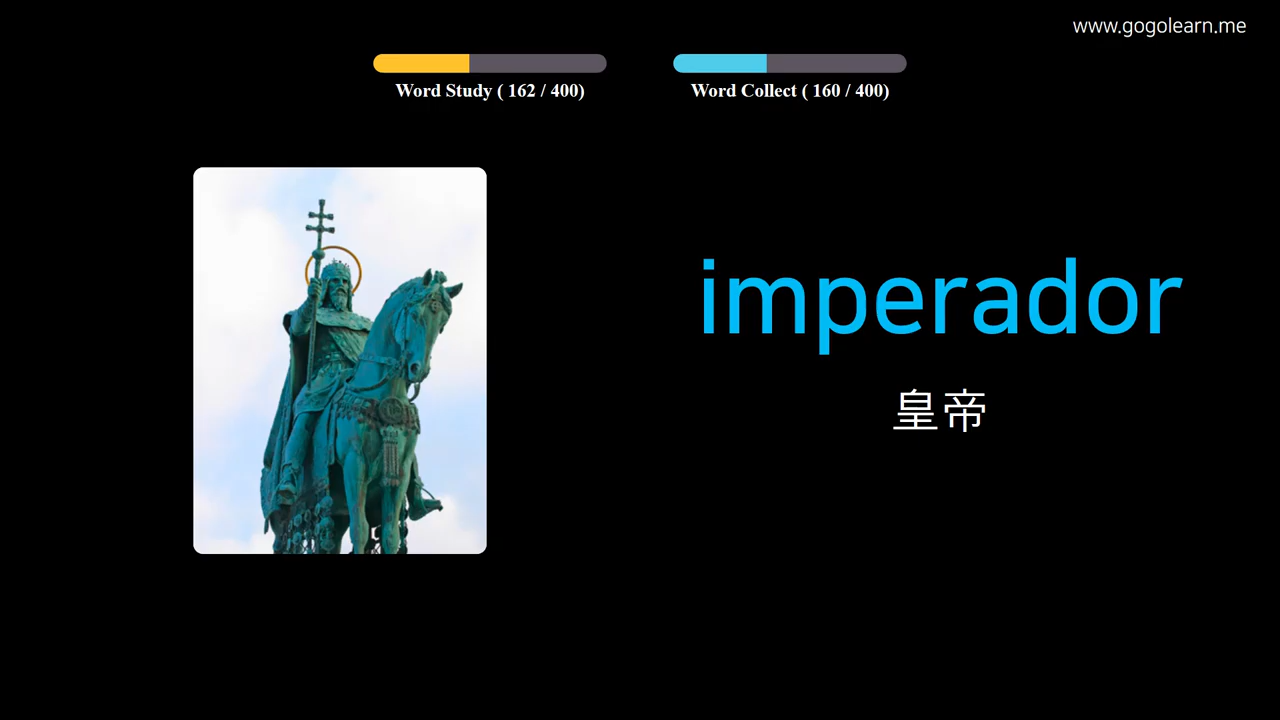 www.gogolearn.me
Word Study ( 162 / 400)
Word Collect ( 160 / 400)
imperador
皇帝